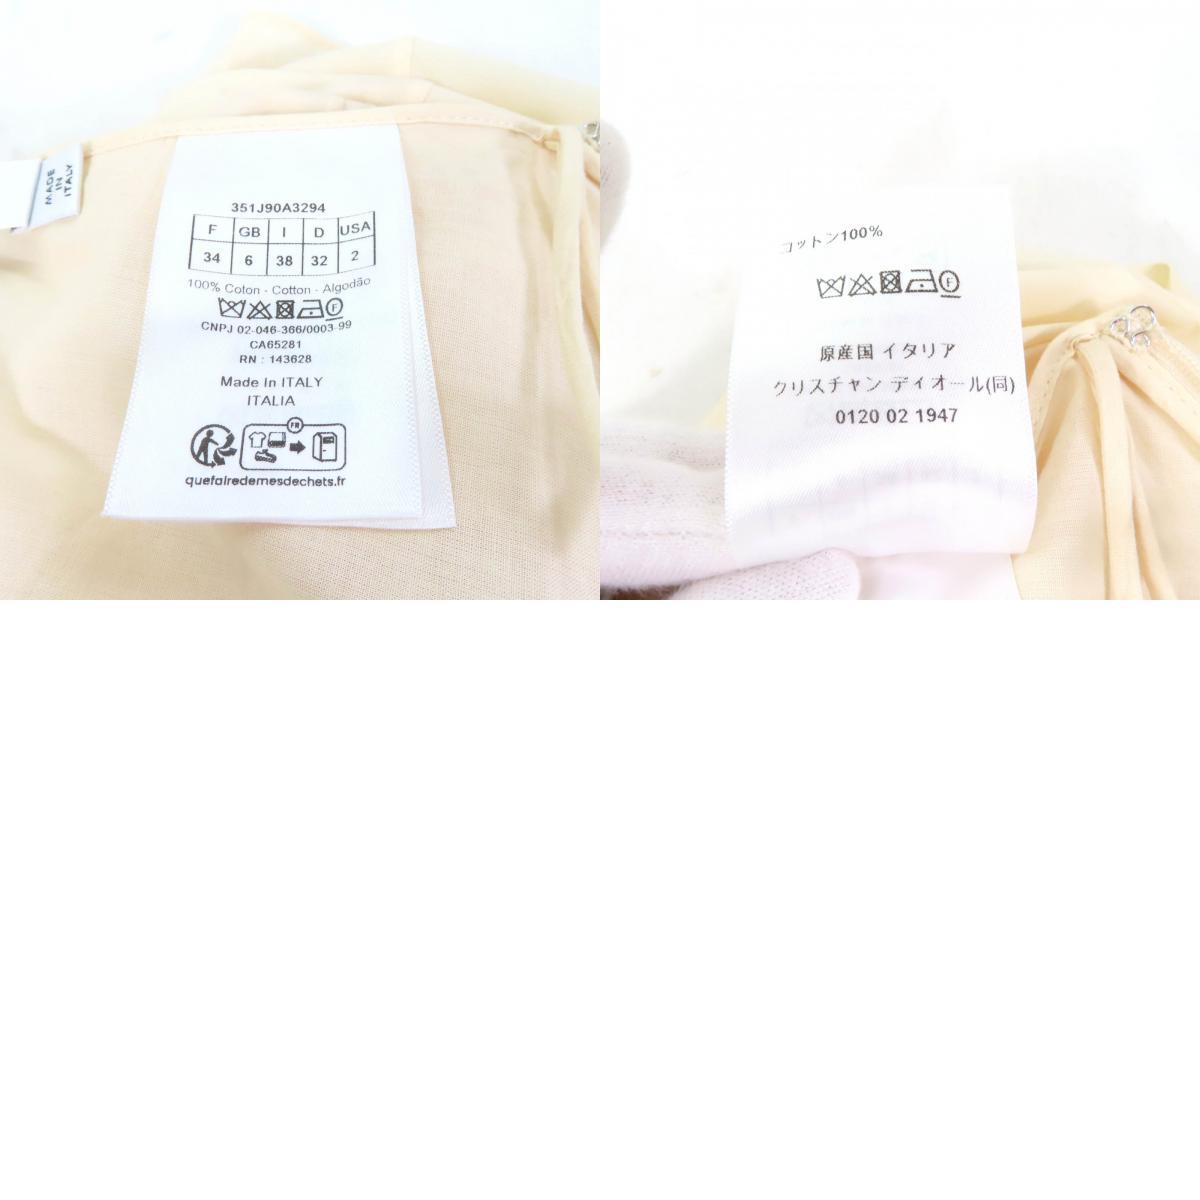 MADE
IN
ITALY
351J90A3294
F GB I D USA
34 6 38 32 2
100% Coton - Cotton - Algodão
F
CNPJ 02-046-366/0003-99
CA65281
RN : 143628
Made In ITALY
ITALIA
FR
quefairedemesdechets.fr
コットン100%
F
原産国 イタリア
クリスチャン ディオール(同)
0120 02 1947